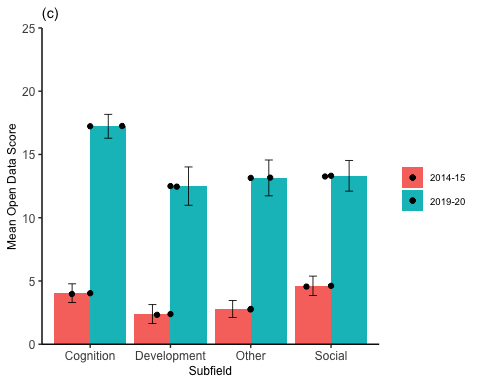 (c)
25
20
15
10
5
0
Mean Open Data Score
Cognition Development Other Social
Subfield
2014-15
2019-20